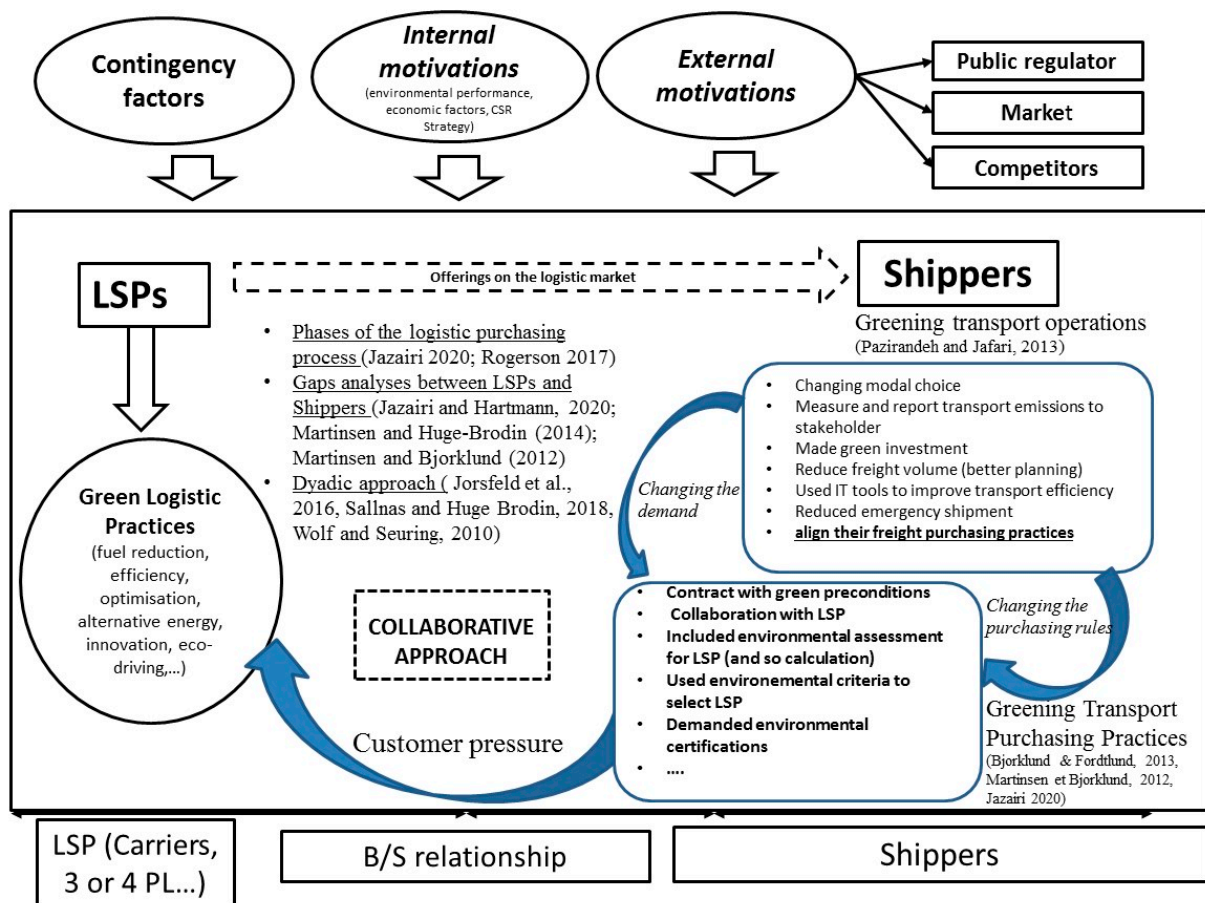 Contingency
factors
Internal
motivations
(environmental performance,
economic factors, CSR
Strategy)
External
motivations
Public regulator
Market
Competitors
LSPs
Offerings on the logistic market
Shippers
Greening transport operations
(Pazirandeh and Jafari, 2013)
• Phases of the logistic purchasing
process (Jazairi 2020; Rogerson 2017)
• Gaps analyses between LSPs and
Shippers (Jazairi and Hartmann, 2020;
Martinsen and Huge-Brodin (2014);
Martinsen and Bjorklund (2012)
• Dyadic approach ( Jorsfeld et al.,
2016, Sallnas and Huge Brodin, 2018,
Wolf and Seuring, 2010)
• Changing modal choice
• Measure and report transport emissions to
stakeholder
• Made green investment
• Reduce freight volume (better planning)
• Used IT tools to improve transport efficiency
• Reduced emergency shipment
• align their freight purchasing practices
Changing the
demand
Green Logistic
Practices
(fuel reduction,
efficiency,
optimisation,
alternative energy,
innovation, eco-
driving,...)
COLLABORATIVE
APPROACH
• Contract with green preconditions
• Collaboration with LSP
• Included environmental assessment
for LSP (and so calculation)
• Used environemental criteria to
select LSP
• Demanded environmental
certifications
• ....
Changing the
purchasing rules
Customer pressure
Greening Transport
Purchasing Practices
(Bjorklund & Fordtlund, 2013,
Martinsen et Bjorklund, 2012,
Jazairi 2020)
LSP (Carriers,
3 or 4 PL...)
B/S relationship
Shippers